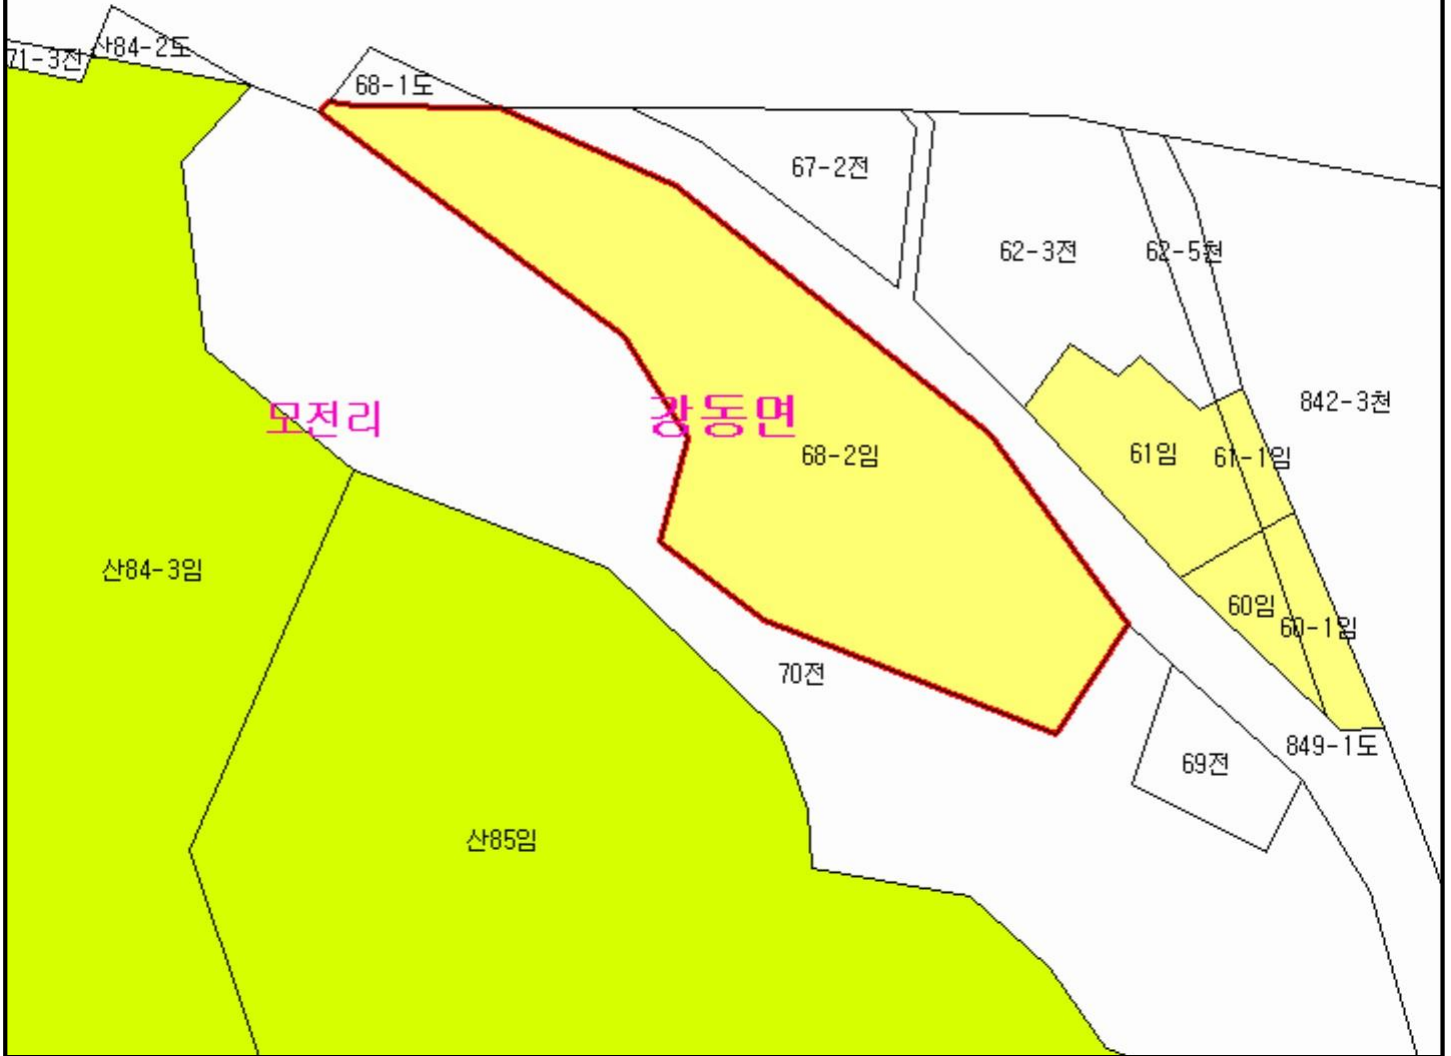 71-3전
산84-2도
68-1도
67-2전
62-3전
62-5천
842-3천
모전리
강동면
68-2임
61임
61-1임
산84-3임
60임
60-1임
70전
849-1도
69전
산85임